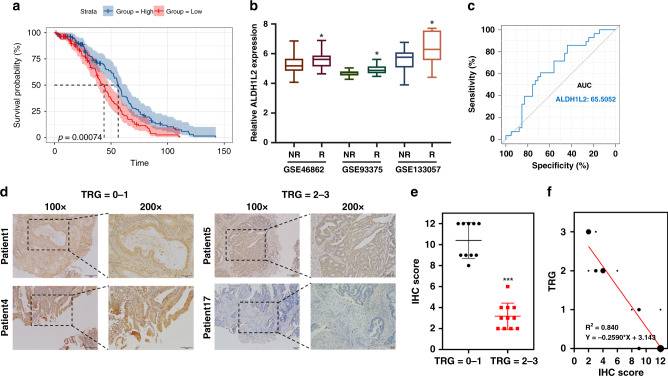 a
Strata
Group = High
Group = Low
Survival probability (%)
100
75
50
25
0
p = 0.00074
0
50
100
150
Time
b
Relative ALDH1L2 expression
12
10
8
6
4
2
0
*
*
*
NR
R
NR
R
NR
R
GSE46862
GSE93375
GSE133057
c
Sensitivity (%)
100
80
60
40
20
0
AUC
ALDH1L2: 65.5052
100
80
60
40
20
0
Specificity (%)
d
TRG = 0–1
TRG = 2–3
100×
200×
100×
200×
Patient1
Patient5
Patient4
Patient17
e
IHC score
14
12
10
8
6
4
2
0
***
TRG = 0–1
TRG = 2–3
f
TRG
4
3
2
1
0
R² = 0.840
Y = −0.2590*X + 3.143
0
2
4
6
8
10
12
IHC score